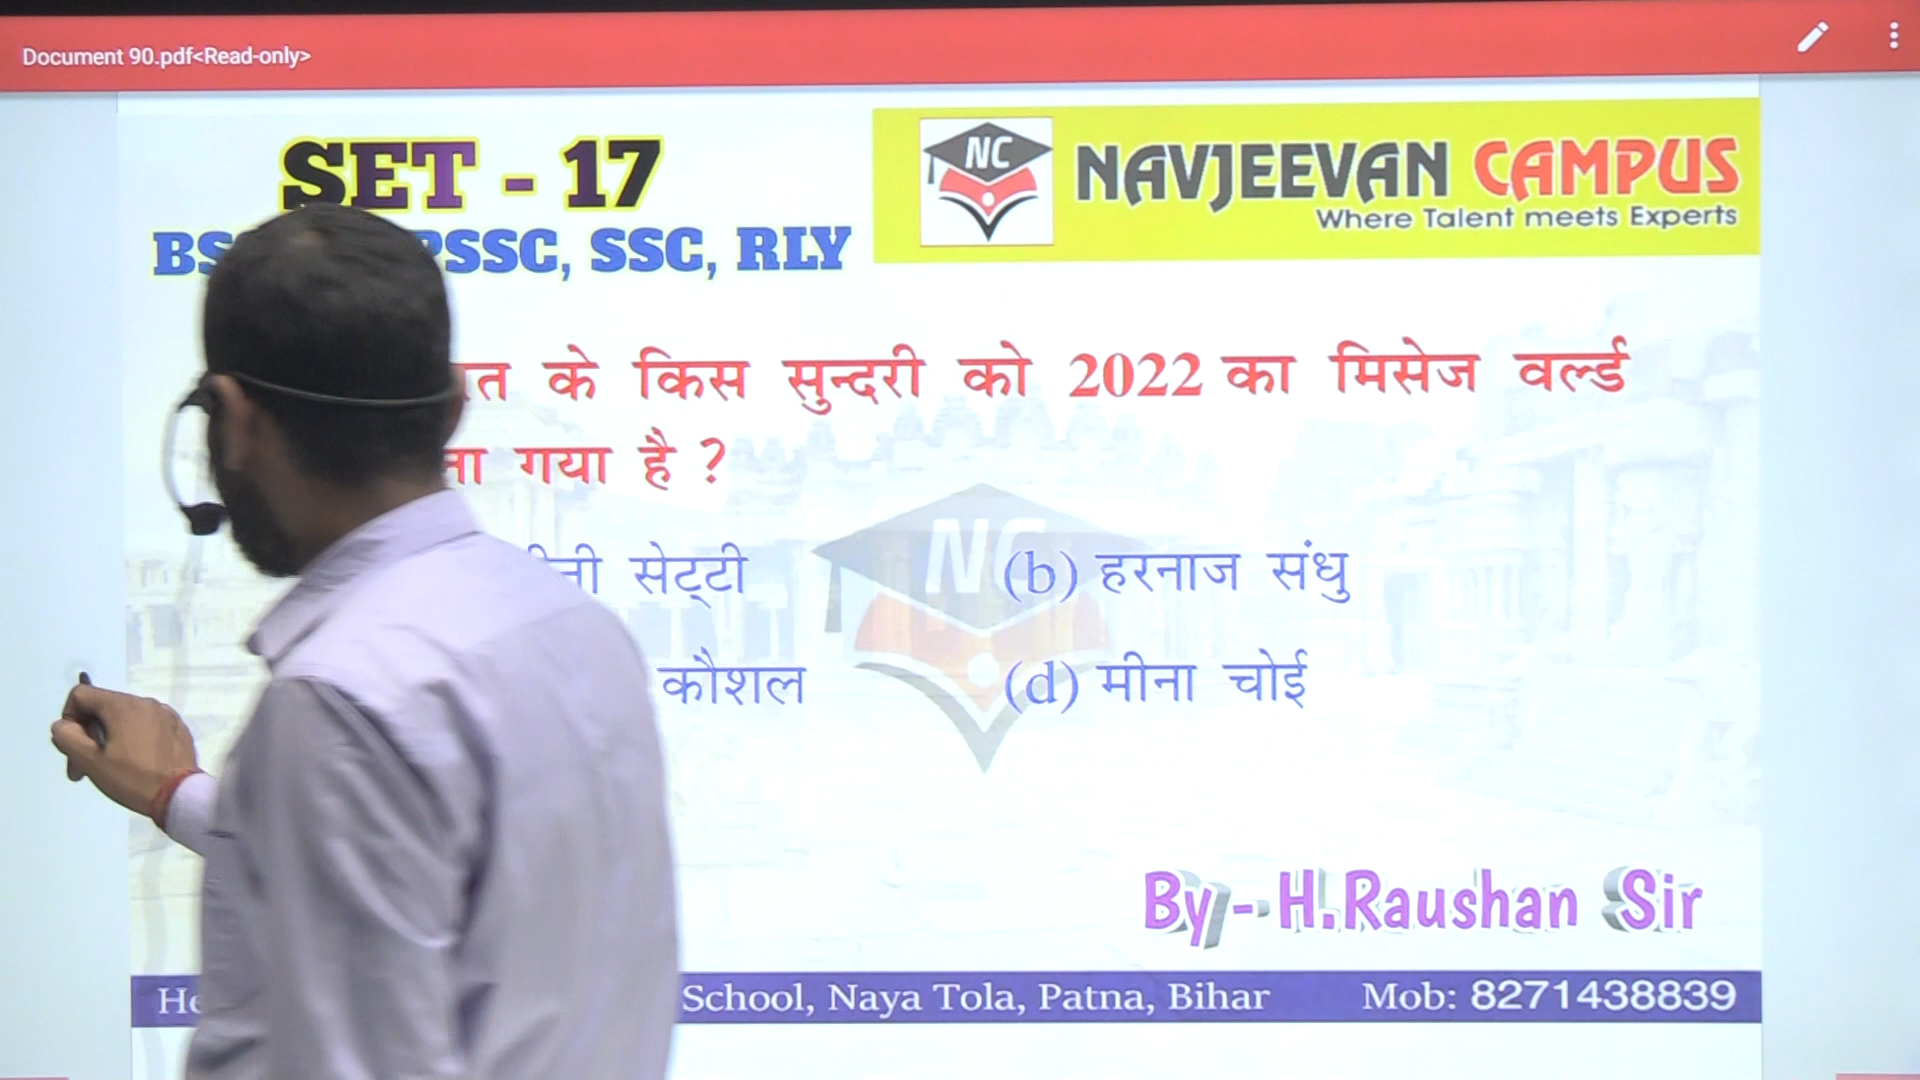 Document 90.pdf<Read-only>
SET - 17
NC
NAVJEEVAN CAMPUS
Where Talent meets Experts
SSC, RLY
के किस सुन्दरी को 2022 का मिसेज वर्ल्ड
गया है ?
सेट्टी
(b) हरनाज संधु
NC
कौशल
(d) मीना चोई
By - H.Raushan Sir
School, Naya Tola, Patna, Bihar
Mob: 8271438839